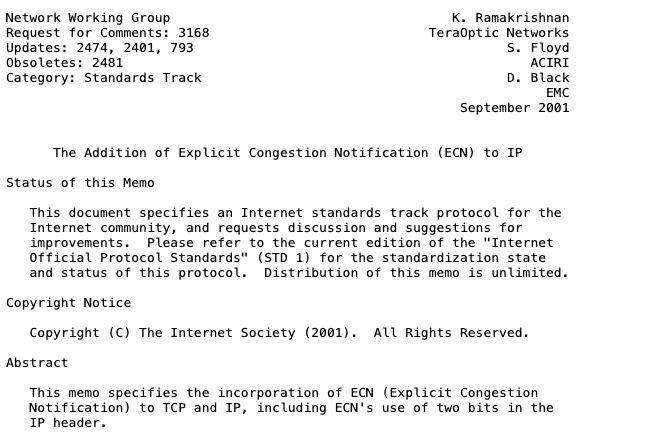 Network Working Group                                    K. Ramakrishnan
Request for Comments: 3168                            TeraOptic Networks
Updates: 2474, 2401, 793                                        S. Floyd
Obsoletes: 2481                                                    ACIRI
Category: Standards Track                                       D. Black
                                                                     EMC
                                                          September 2001
The Addition of Explicit Congestion Notification (ECN) to IP
Status of this Memo
This document specifies an Internet standards track protocol for the
Internet community, and requests discussion and suggestions for
improvements.  Please refer to the current edition of the "Internet
Official Protocol Standards" (STD 1) for the standardization state
and status of this protocol.  Distribution of this memo is unlimited.
Copyright Notice
Copyright (C) The Internet Society (2001).  All Rights Reserved.
Abstract
This memo specifies the incorporation of ECN (Explicit Congestion
Notification) to TCP and IP, including ECN's use of two bits in the
IP header.